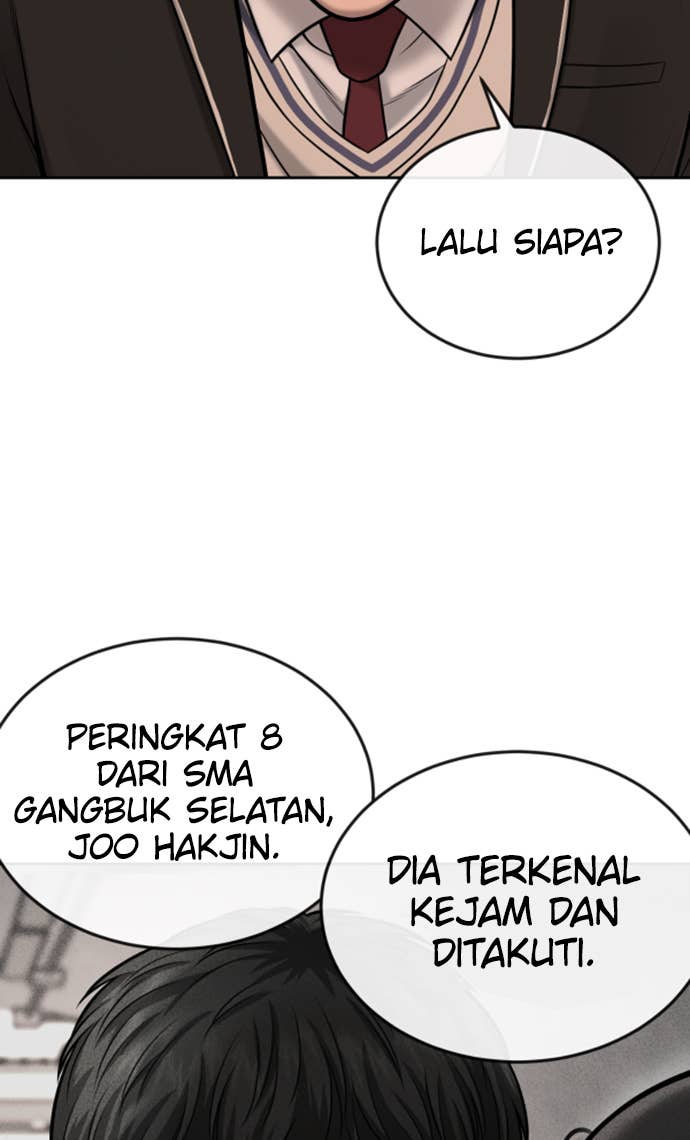 LALU SIAPA?
PERINGKAT 8
DARI SMA
GANGBUK SELATAN,
JOO HAKJIN.
DIA TERKENAL
KEJAM DAN
DITAKUTI.